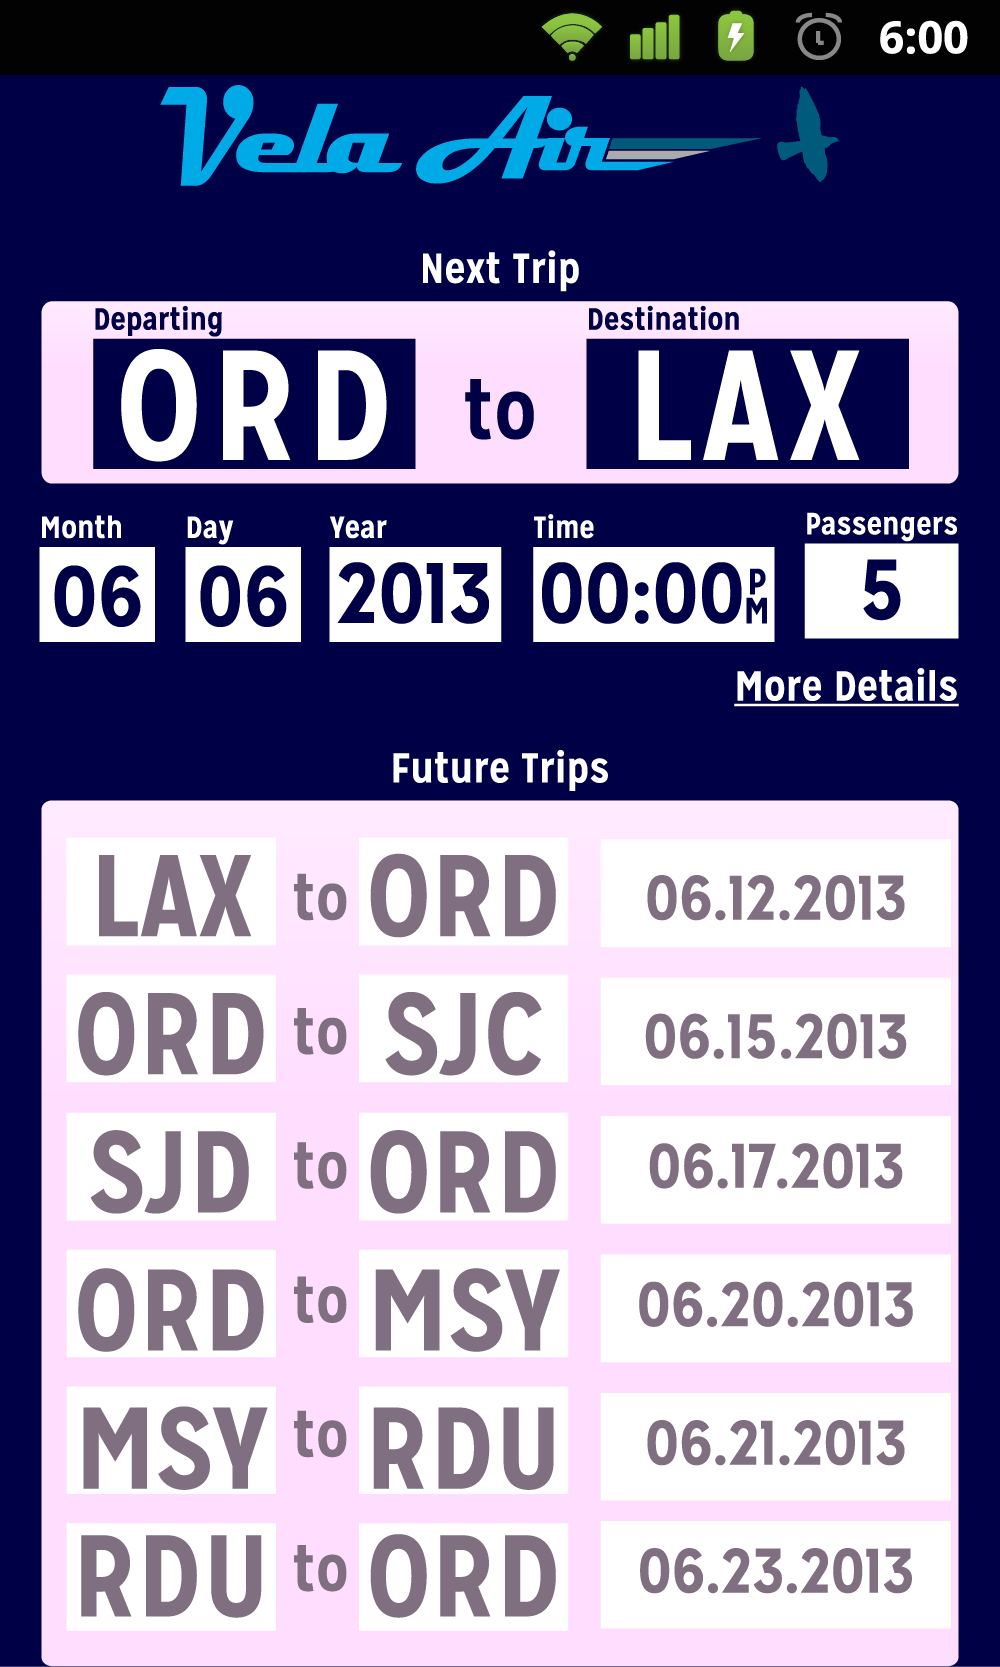 6:00
Vela Air
Next Trip
Departing Destination
ORD to LAX
Month Day Year Time Passengers
06 06 2013 00:00 PM 5
More Details
Future Trips
LAX to ORD 06.12.2013
ORD to SJC 06.15.2013
SJD to ORD 06.17.2013
ORD to MSY 06.20.2013
MSY to RDU 06.21.2013
RDU to ORD 06.23.2013